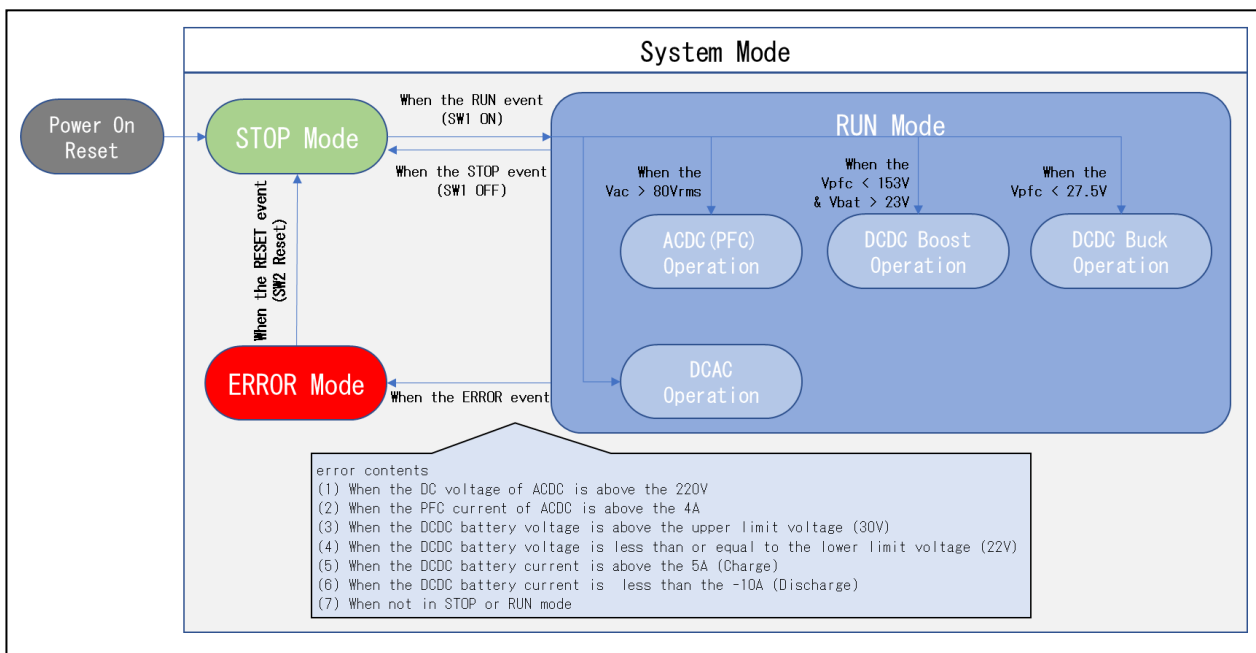 System Mode
Power On
Reset
STOP Mode
When the RUN event
(SW1 ON)
When the STOP event
(SW1 OFF)
RUN Mode
When the
Vac > 80Vrms
When the
Vpfc < 153V
& Vbat > 23V
When the
Vpfc < 27.5V
ACDC(PFC)
Operation
DCDC Boost
Operation
DCDC Buck
Operation
When the RESET event
(SW2 Reset)
ERROR Mode
When the ERROR event
DCAC
Operation
error contents
(1) When the DC voltage of ACDC is above the 220V
(2) When the PFC current of ACDC is above the 4A
(3) When the DCDC battery voltage is above the upper limit voltage (30V)
(4) When the DCDC battery voltage is less than or equal to the lower limit voltage (22V)
(5) When the DCDC battery current is above the 5A (Charge)
(6) When the DCDC battery current is  less than the -10A (Discharge)
(7) When not in STOP or RUN mode